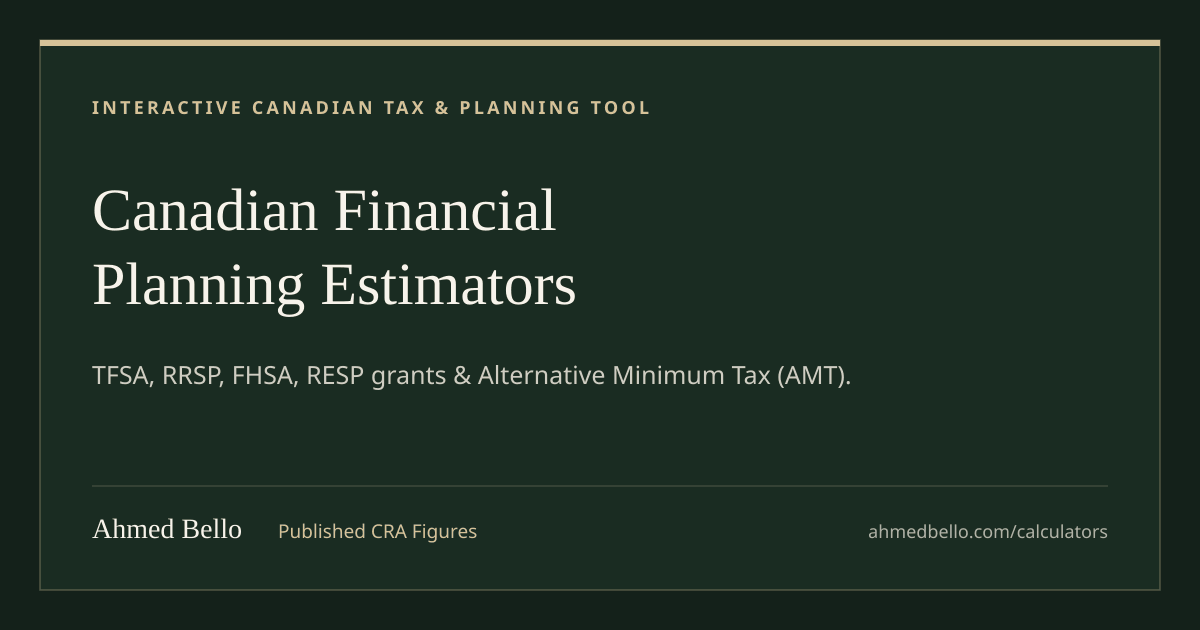 INTERACTIVE CANADIAN TAX & PLANNING TOOL
Canadian Financial
Planning Estimators
TFSA, RRSP, FHSA, RESP grants & Alternative Minimum Tax (AMT).
Ahmed Bello Published CRA Figures ahmedbello.com/calculators